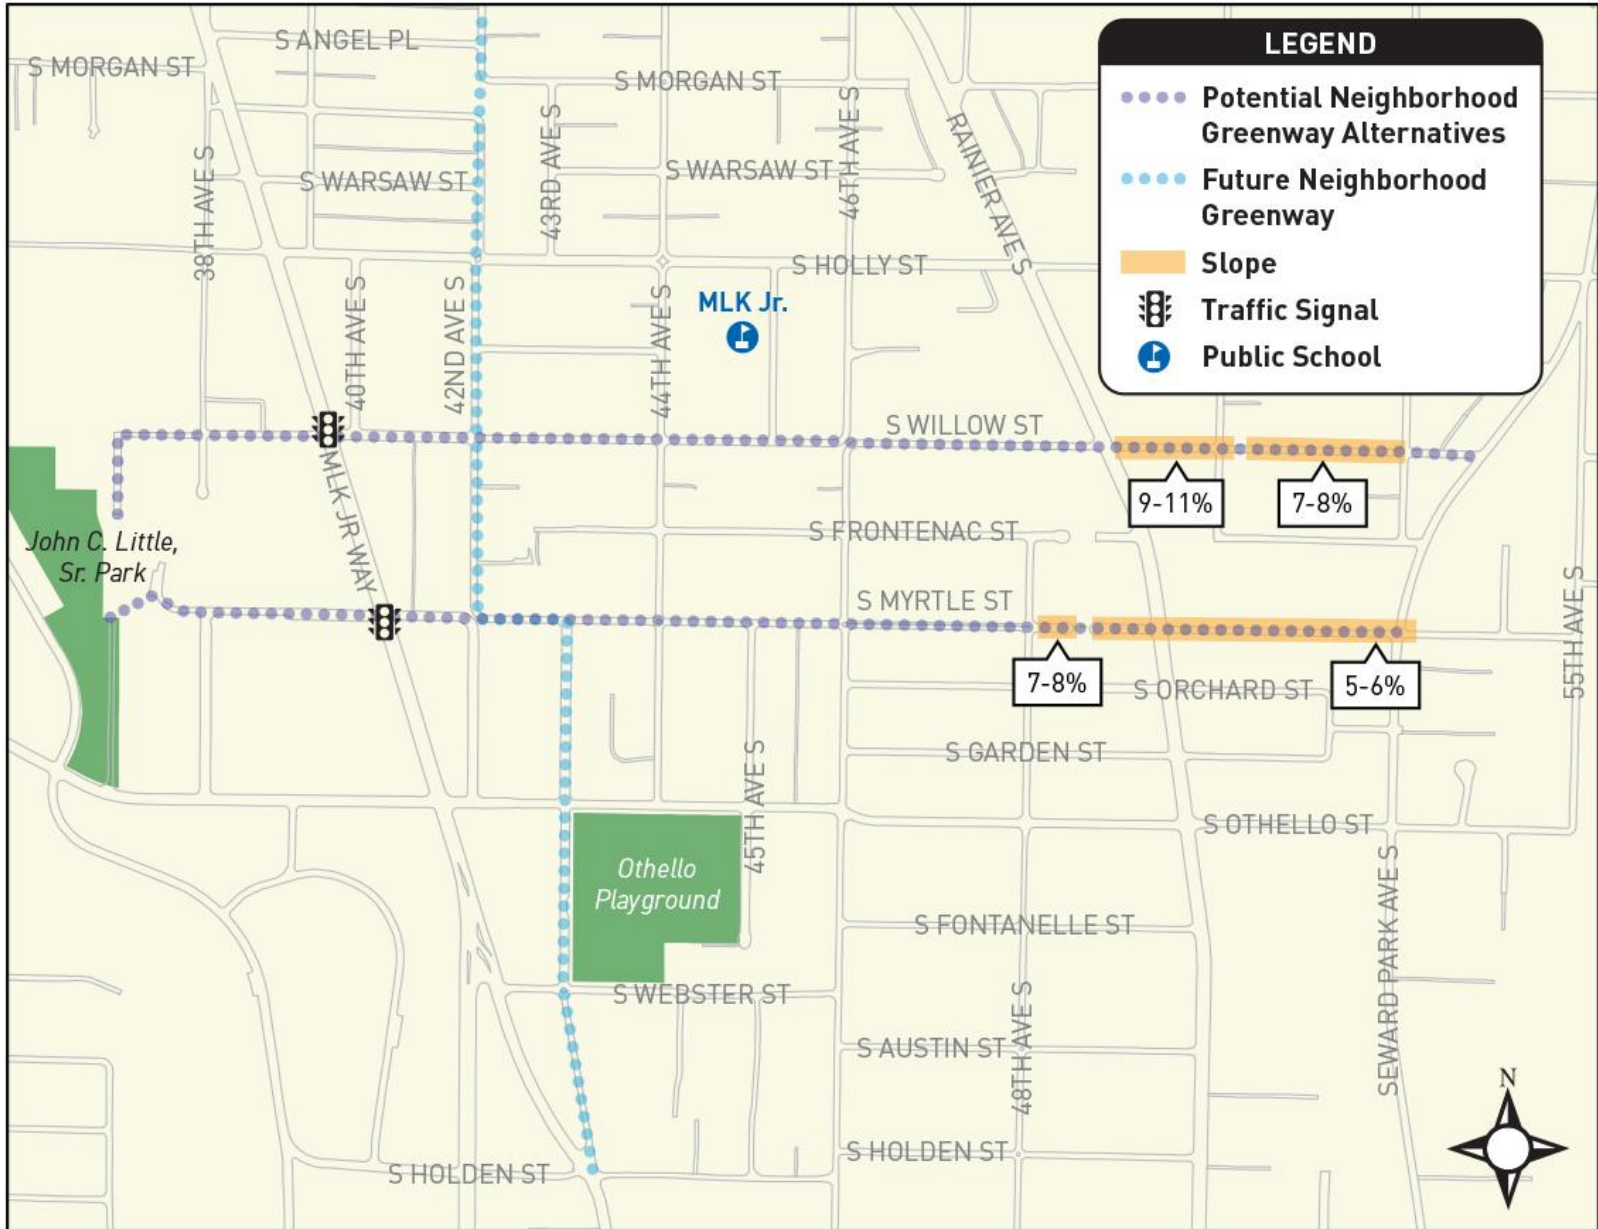 LEGEND
Potential Neighborhood
Greenway Alternatives
Future Neighborhood
Greenway
Slope
Traffic Signal
Public School
S ANGEL PL
S MORGAN ST
S MORGAN ST
38TH AVE S
S WARSAW ST
43RD AVE S
S WARSAW ST
46TH AVE S
RAINIER AVE S
S HOLLY ST
40TH AVE S
42ND AVE S
44TH AVE S
MLK Jr.
S WILLOW ST
MLK JR WAY
9-11%
7-8%
John C. Little,
Sr. Park
S FRONTENAC ST
S MYRTLE ST
55TH AVE S
7-8%
S ORCHARD ST
5-6%
S GARDEN ST
45TH AVE S
S OTHELLO ST
Othello
Playground
S FONTANELLE ST
SEWARD PARK AVE S
S WEBSTER ST
48TH AVE S
S AUSTIN ST
N
S HOLDEN ST
S HOLDEN ST